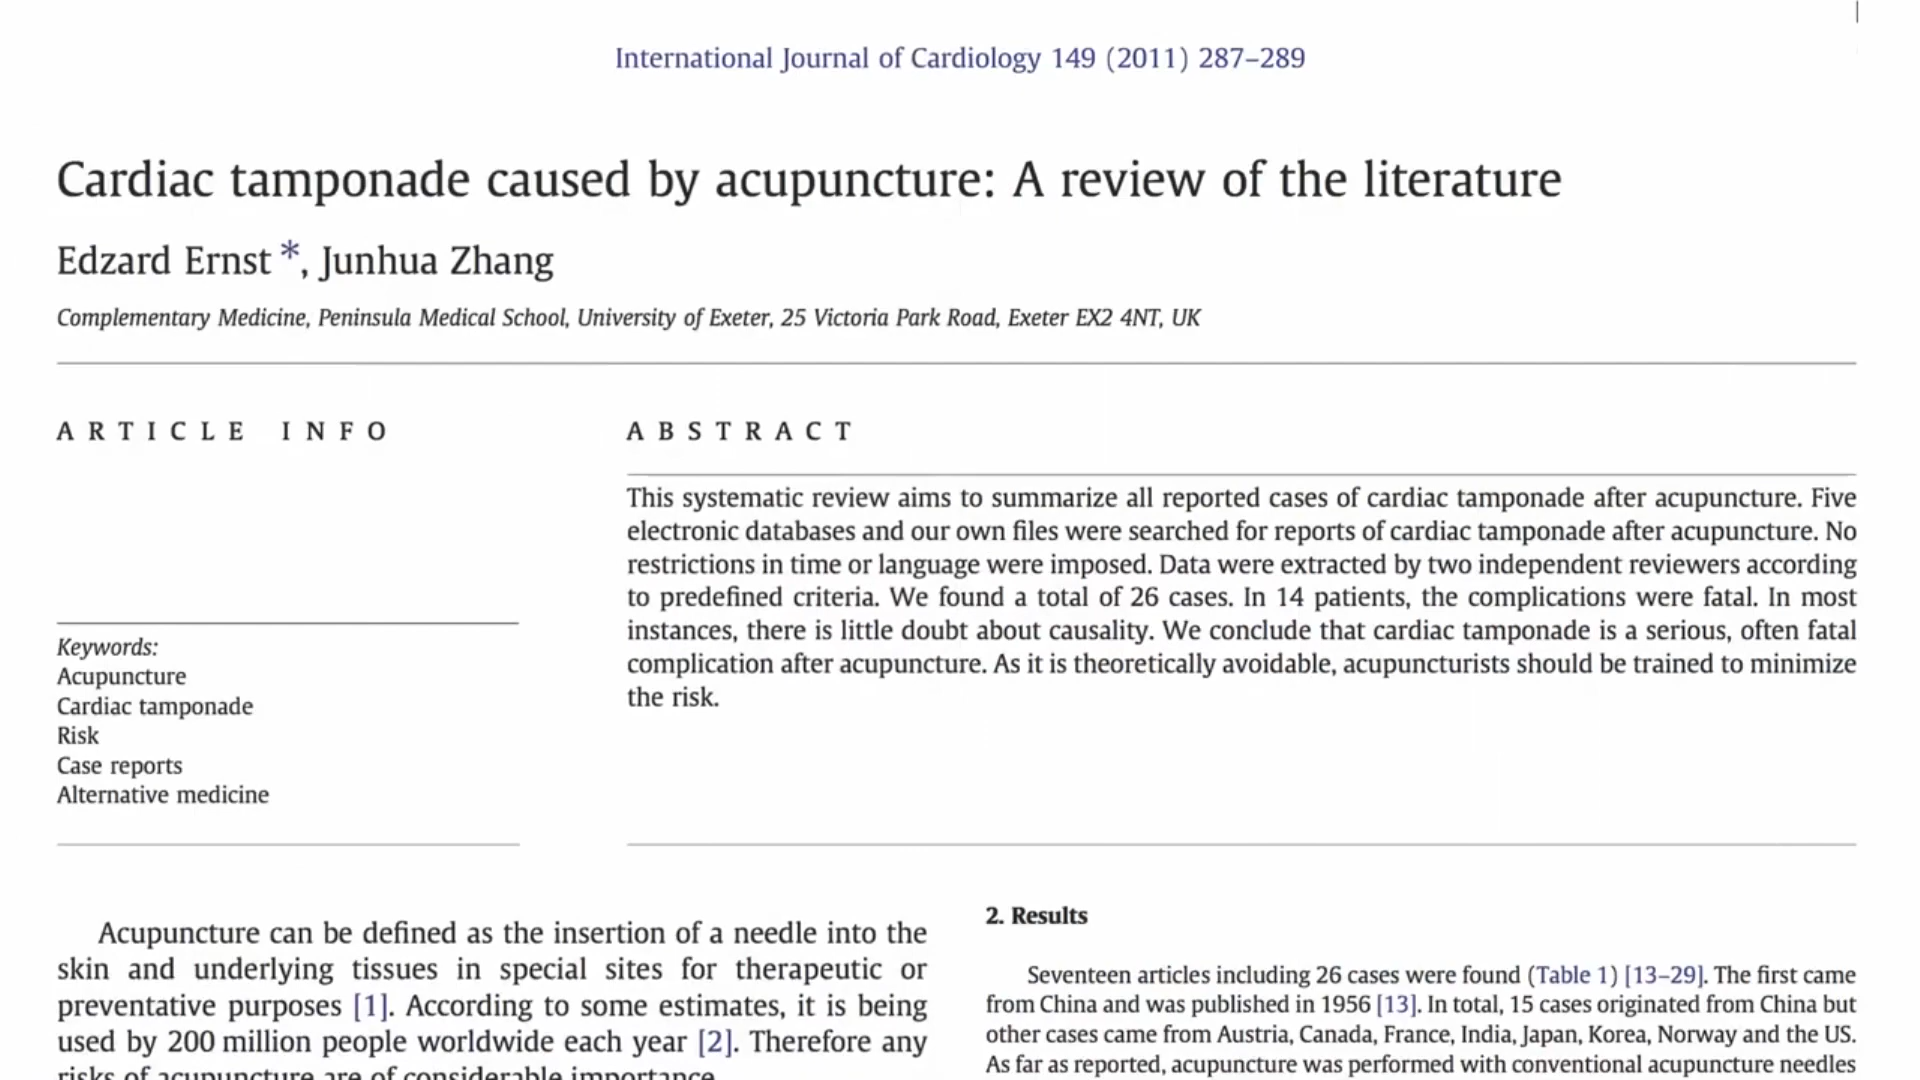 International Journal of Cardiology 149 (2011) 287–289
Cardiac tamponade caused by acupuncture: A review of the literature
Edzard Ernst *, Junhua Zhang
Complementary Medicine, Peninsula Medical School, University of Exeter, 25 Victoria Park Road, Exeter EX2 4NT, UK
ARTICLE INFO
Keywords:
Acupuncture
Cardiac tamponade
Risk
Case reports
Alternative medicine
ABSTRACT
This systematic review aims to summarize all reported cases of cardiac tamponade after acupuncture. Five
electronic databases and our own files were searched for reports of cardiac tamponade after acupuncture. No
restrictions in time or language were imposed. Data were extracted by two independent reviewers according
to predefined criteria. We found a total of 26 cases. In 14 patients, the complications were fatal. In most
instances, there is little doubt about causality. We conclude that cardiac tamponade is a serious, often fatal
complication after acupuncture. As it is theoretically avoidable, acupuncturists should be trained to minimize
the risk.
Acupuncture can be defined as the insertion of a needle into the
skin and underlying tissues in special sites for therapeutic or
preventative purposes [1]. According to some estimates, it is being
used by 200 million people worldwide each year [2]. Therefore any
risks of acupuncture are of considerable importance.
2. Results
Seventeen articles including 26 cases were found (Table 1) [13–29]. The first came
from China and was published in 1956 [13]. In total, 15 cases originated from China but
other cases came from Austria, Canada, France, India, Japan, Korea, Norway and the US.
As far as reported, acupuncture was performed with conventional acupuncture needles